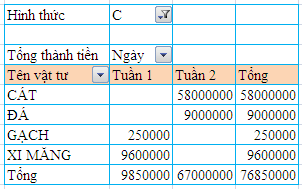 Hình thức C
Tổng thành tiền Ngày
Tên vật tư Tuần 1 Tuần 2 Tổng
CÁT 58000000 58000000
ĐÁ 9000000 9000000
GẠCH 250000 250000
XI MĂNG 9600000 9600000
Tổng 9850000 67000000 76850000